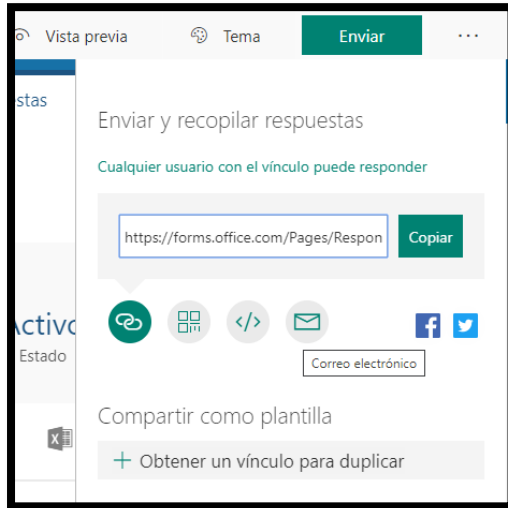 Vista previa
Tema
Enviar
...
stas
Enviar y recopilar respuestas
Cualquier usuario con el vínculo puede responder
https://forms.office.com/Pages/Respon
Copiar
Activo
Estado
Correo electrónico
Compartir como plantilla
+ Obtener un vínculo para duplicar